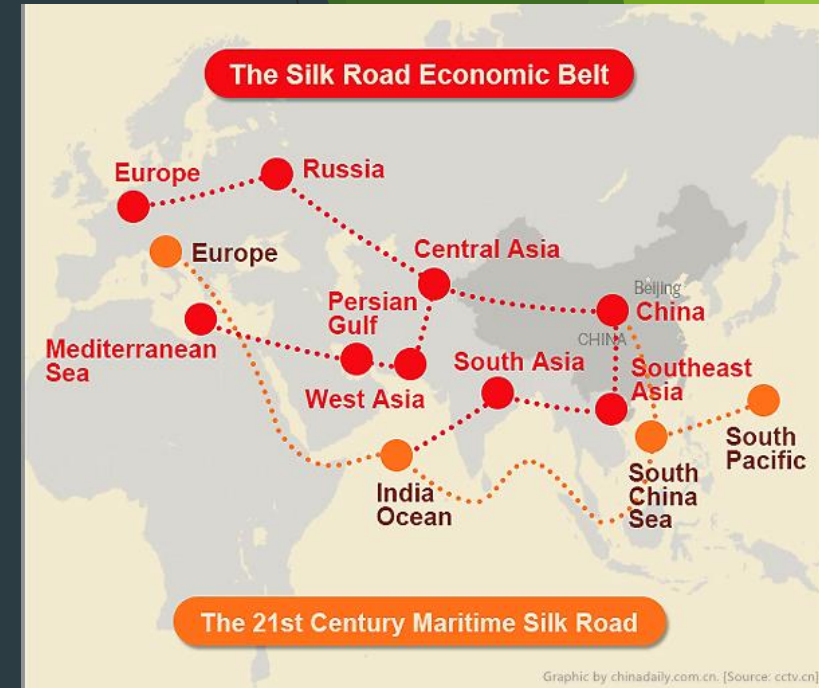 The Silk Road Economic Belt
Europe
Russia
Europe
Central Asia
Beijing
China
Persian
Gulf
CHINA
Mediterranean
Sea
West Asia
South Asia
Southeast
Asia
South
Pacific
India
Ocean
South
China
Sea
The 21st Century Maritime Silk Road
Graphic by chinadaily.com.cn. [Source: cctv.cn]